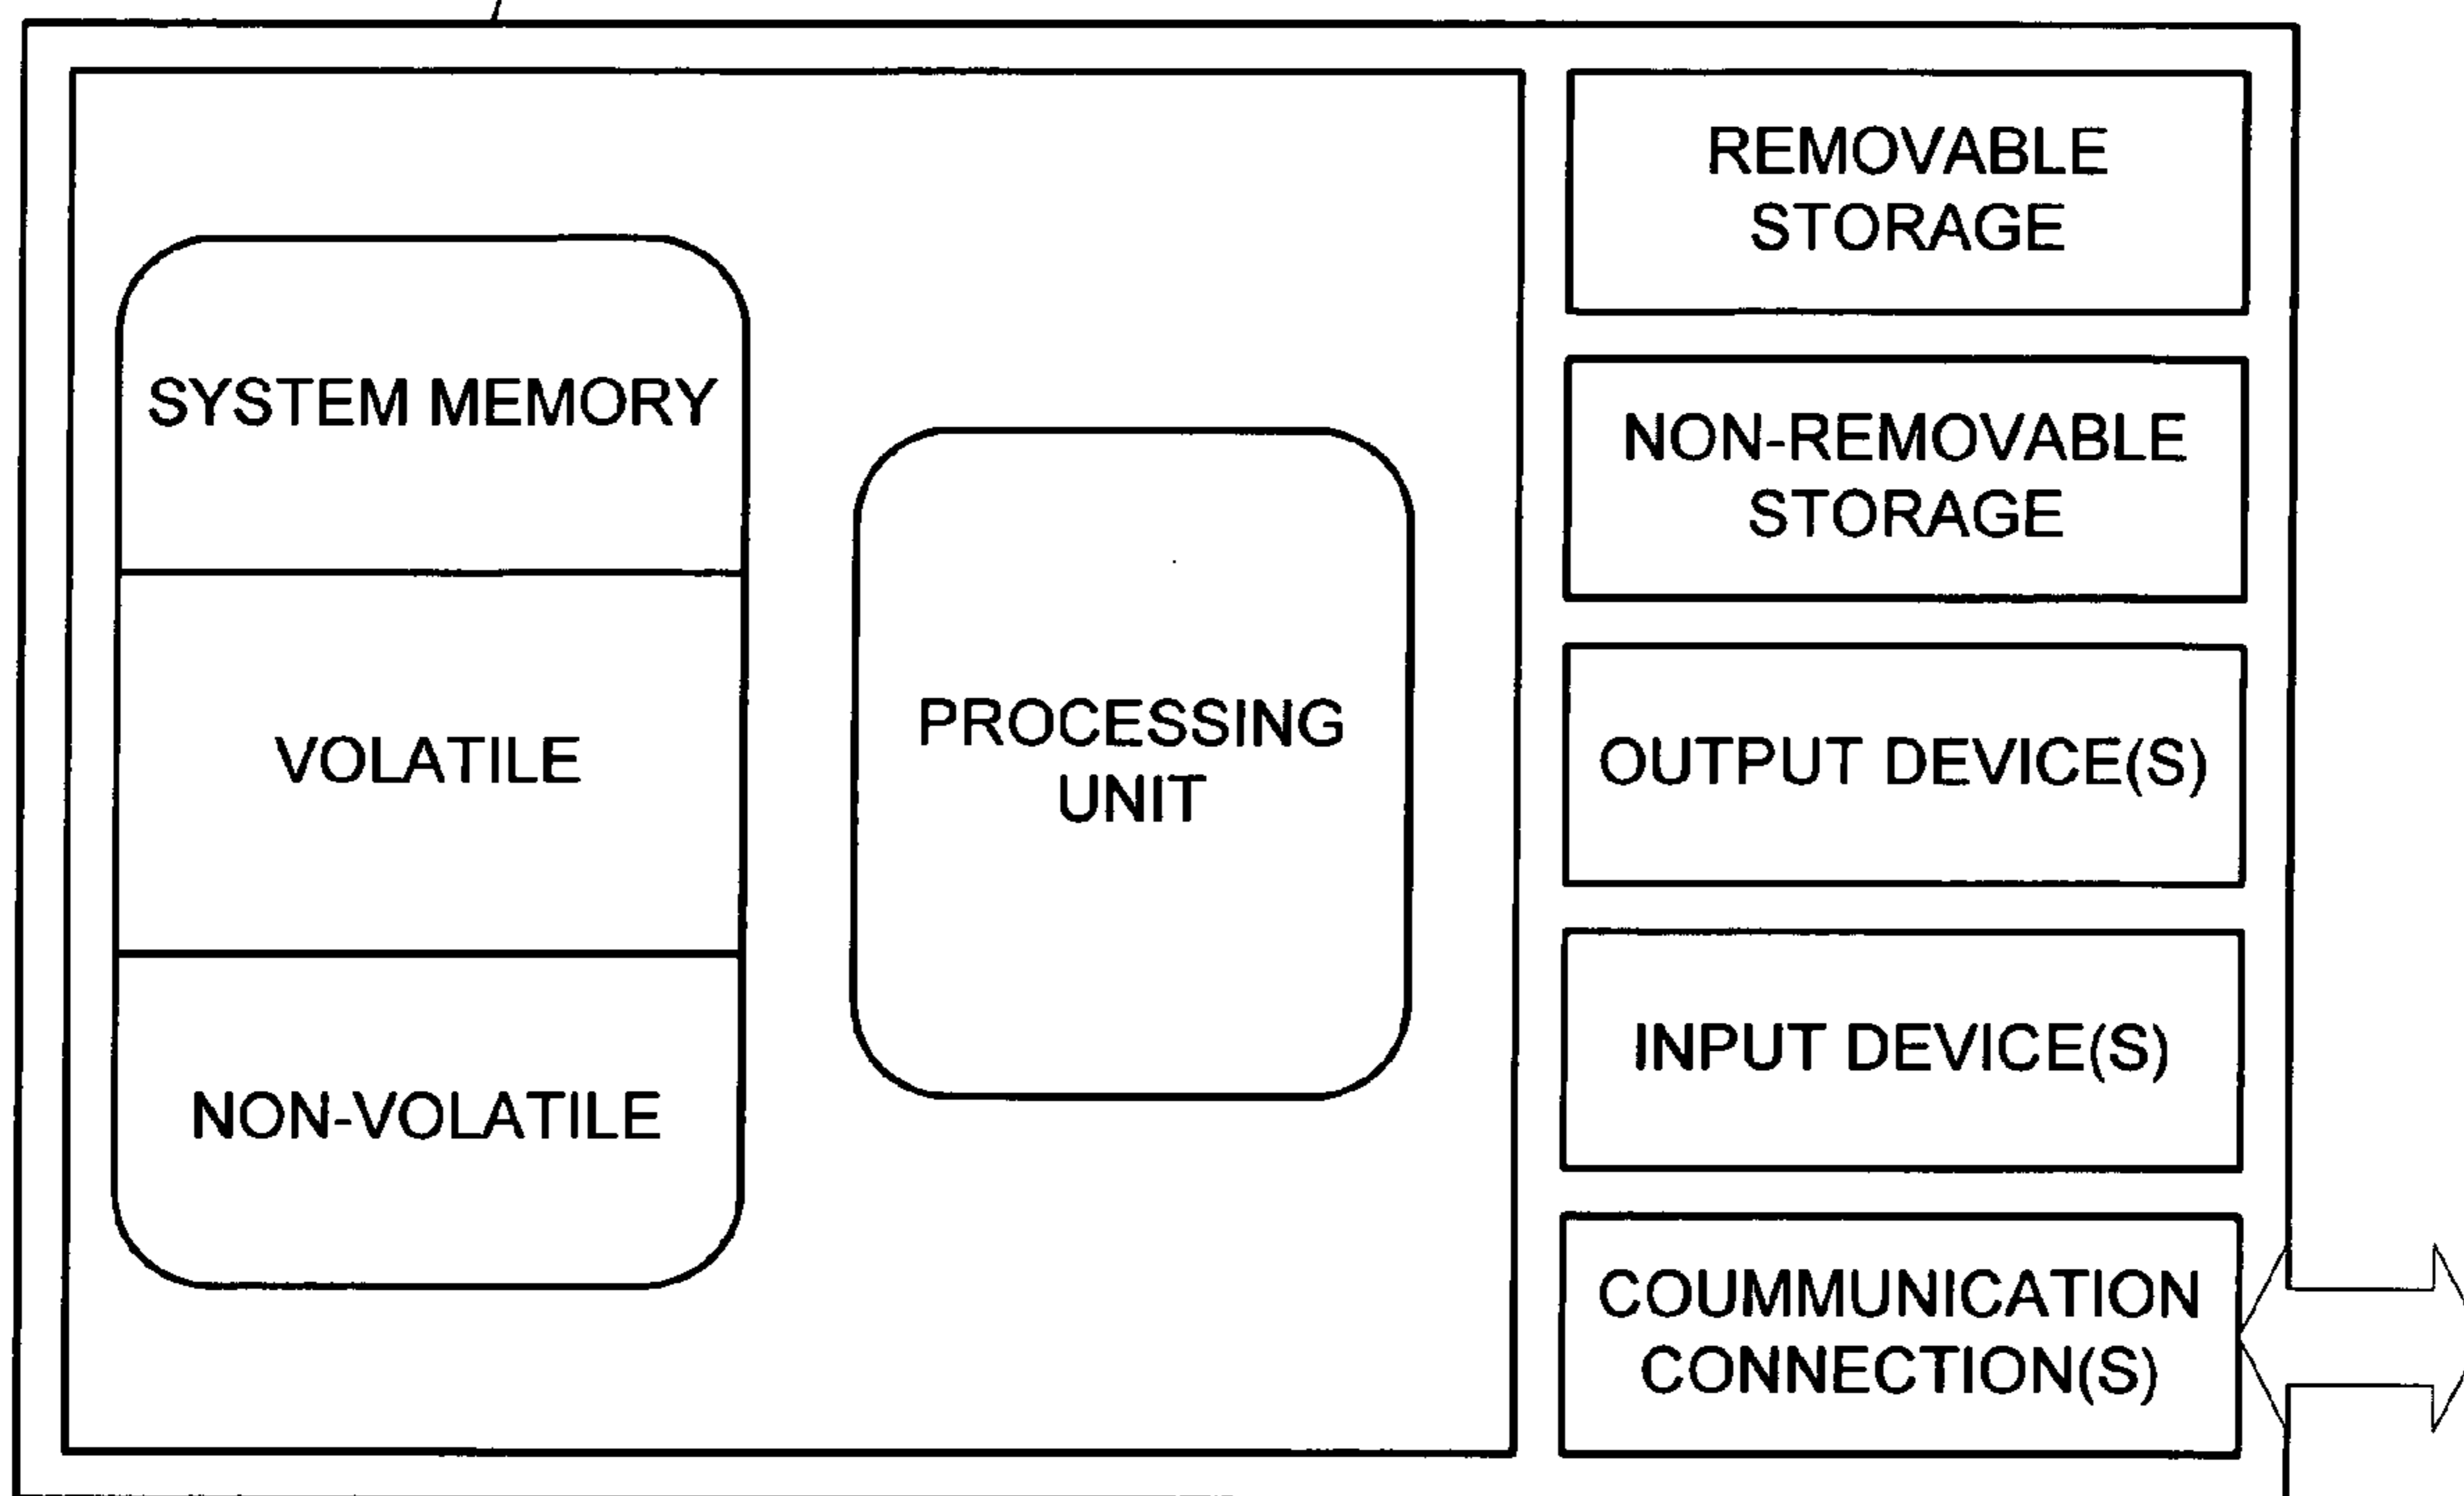 SYSTEM MEMORY
VOLATILE
NON-VOLATILE
PROCESSING
UNIT
REMOVABLE
STORAGE
NON-REMOVABLE
STORAGE
OUTPUT DEVICE(S)
INPUT DEVICE(S)
COUMMUNICATION
CONNECTION(S)